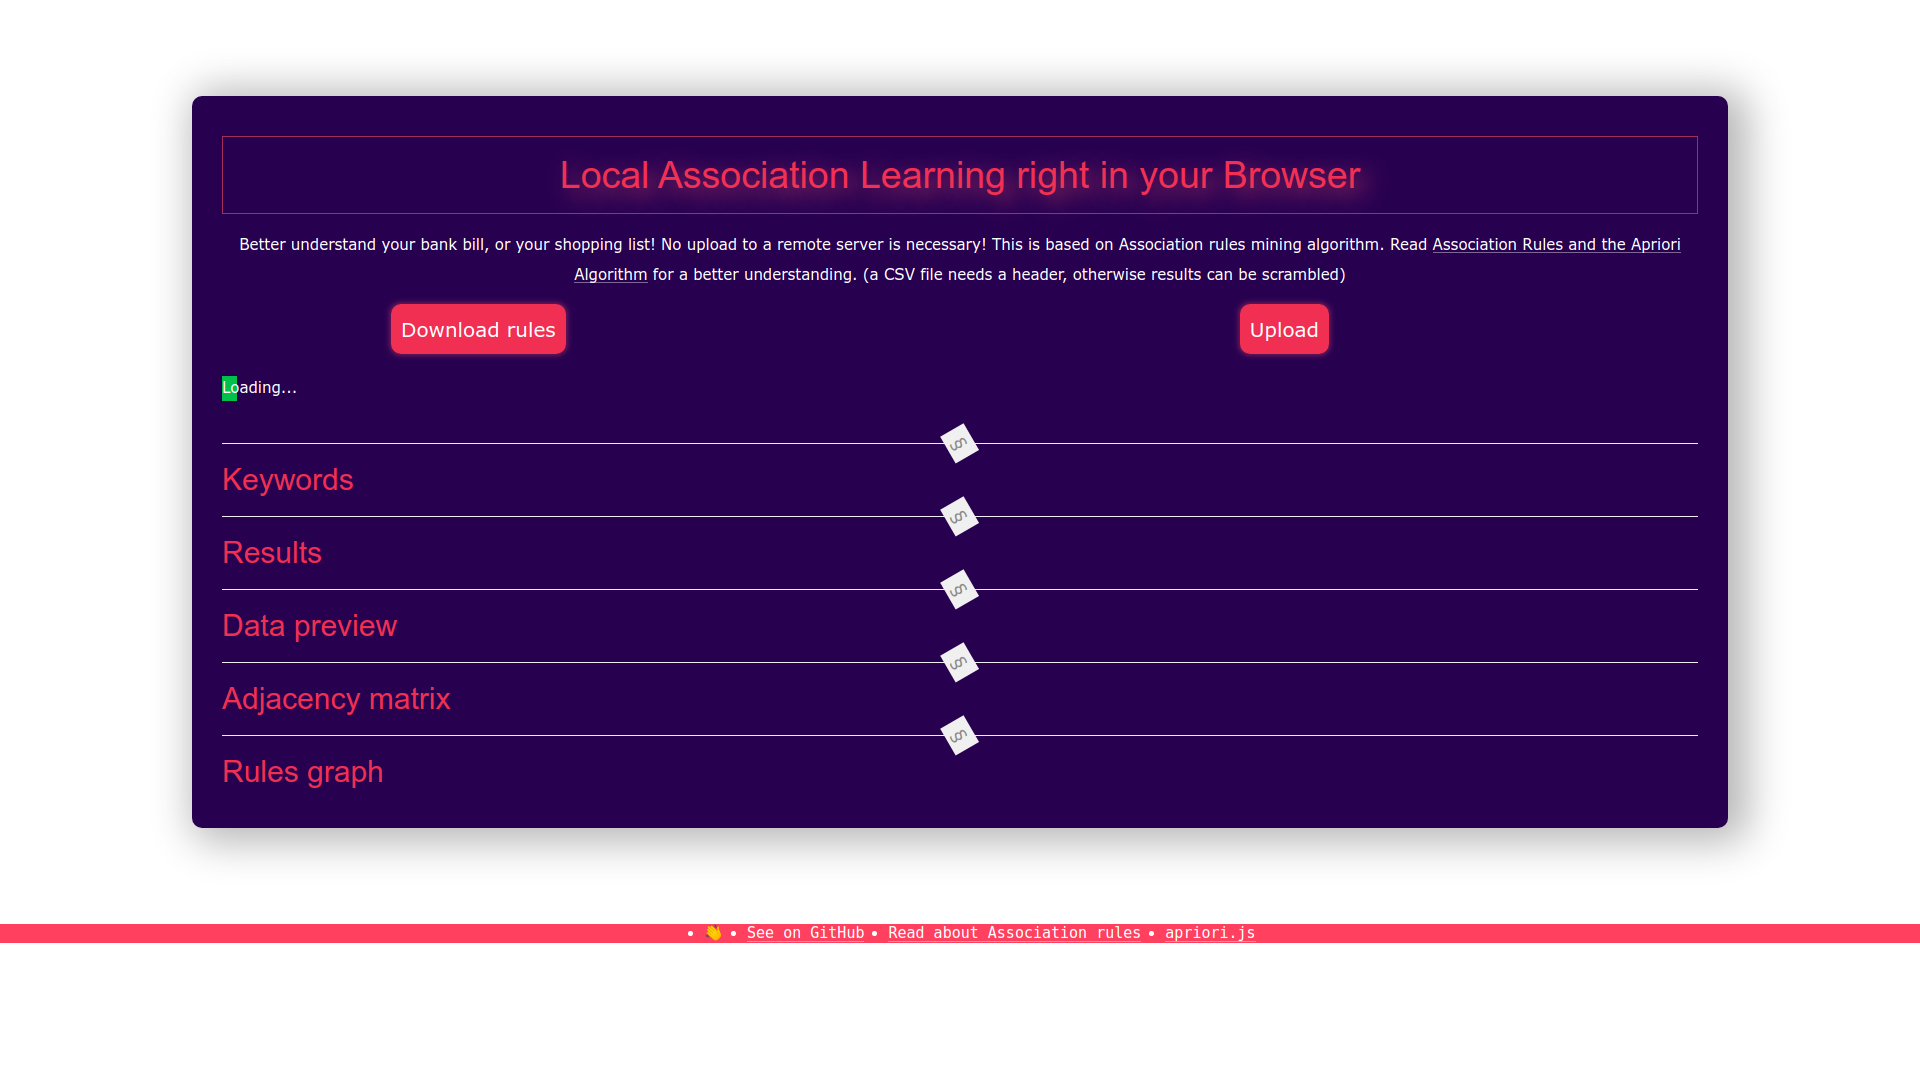 Local Association Learning right in your Browser
Better understand your bank bill, or your shopping list! No upload to a remote server is necessary! This is based on Association rules mining algorithm. Read Association Rules and the Apriori
Algorithm for a better understanding. (a CSV file needs a header, otherwise results can be scrambled)
Download rules
Upload
Loading...
§
Keywords
§
Results
§
Data preview
§
Adjacency matrix
§
Rules graph
• 👋 • See on GitHub • Read about Association rules • apriori.js